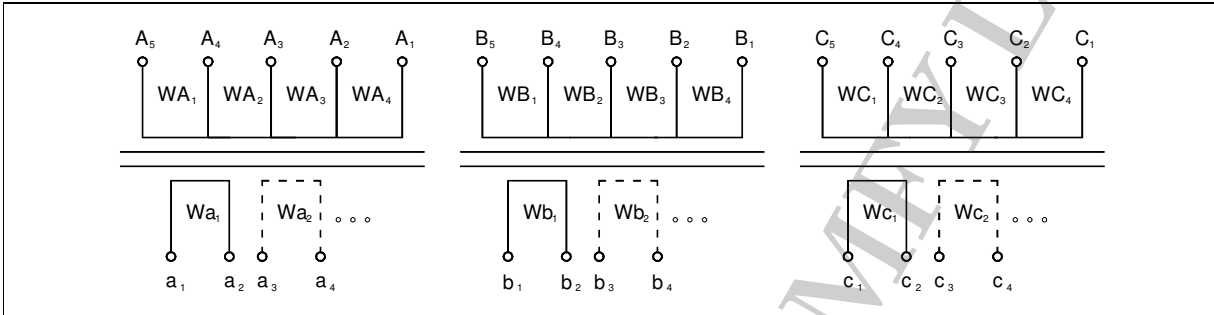 A₅ A₄ A₃ A₂ A₁ B₅ B₄ B₃ B₂ B₁ C₅ C₄ C₃ C₂ C₁
WA₁ WA₂ WA₃ WA₄ WB₁ WB₂ WB₃ WB₄ WC₁ WC₂ WC₃ WC₄
Wa₁ Wa₂ Wb₁ Wb₂ Wc₁ Wc₂
a₁ a₂ a₃ a₄ b₁ b₂ b₃ b₄ c₁ c₂ c₃ c₄
MFY L